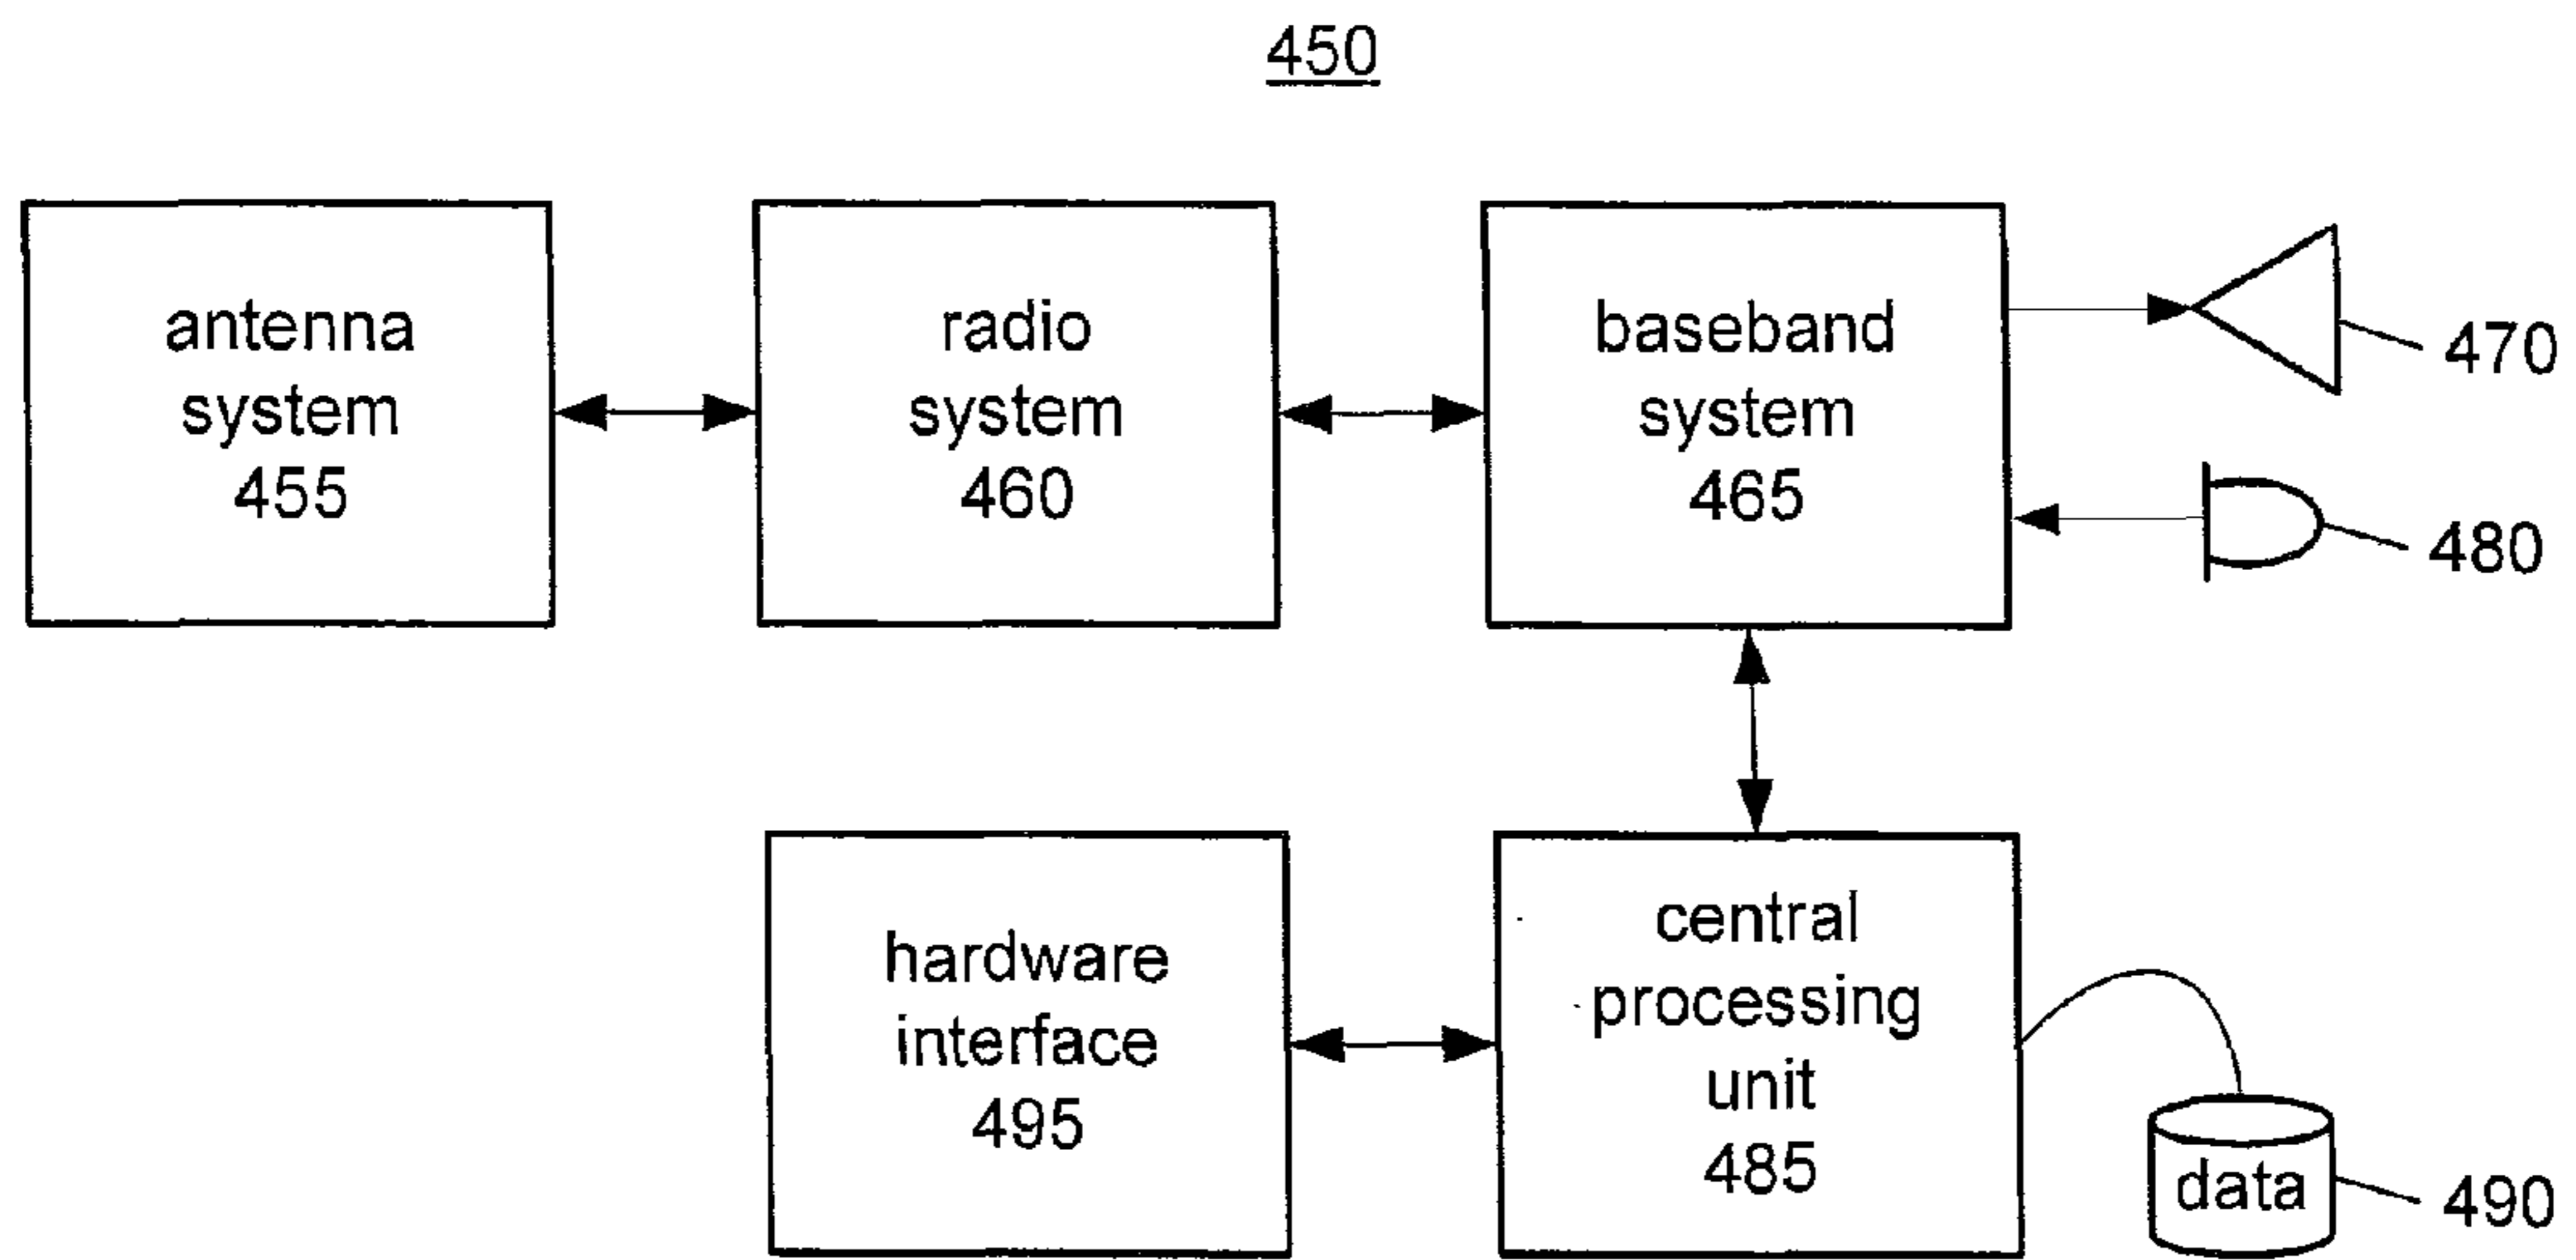 450
antenna
system
455
radio
system
460
baseband
system
465
470
480
hardware
interface
495
central
processing
unit
485
data
490